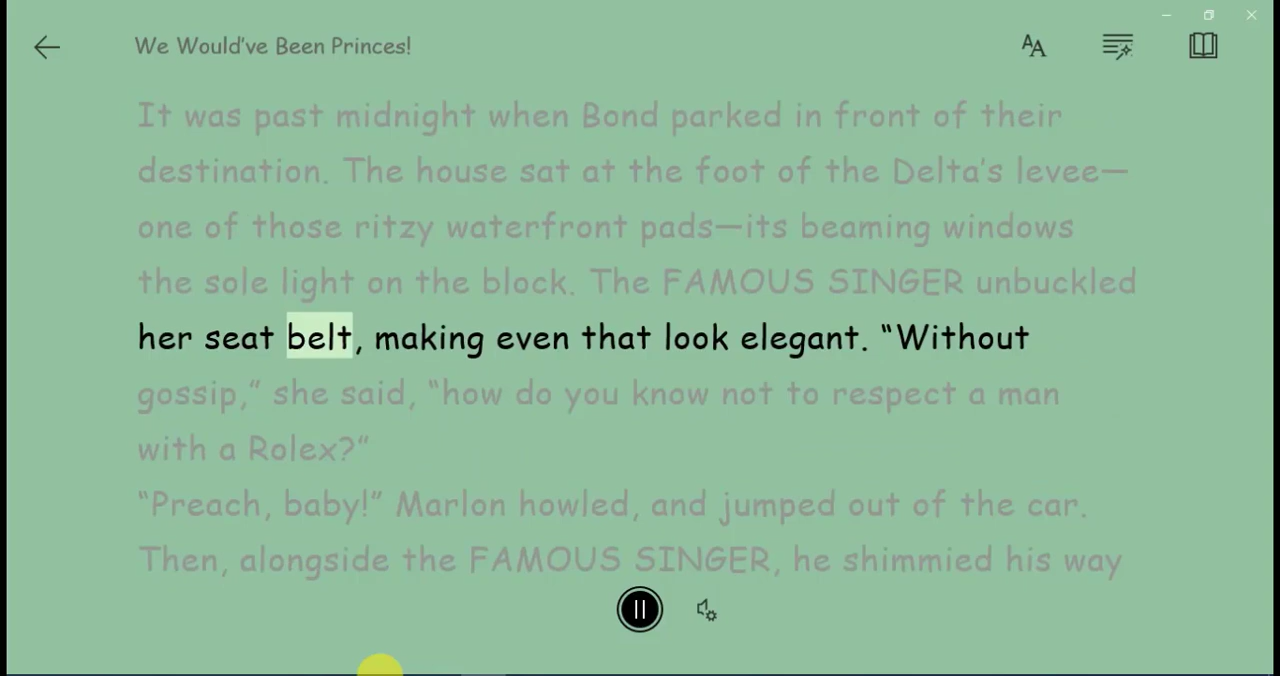 We Would've Been Princes!
It was past midnight when Bond parked in front of their
destination. The house sat at the foot of the Delta's levee—
one of those ritzy waterfront pads—its beaming windows
the sole light on the block. The FAMOUS SINGER unbuckled
her seat belt, making even that look elegant. “Without
gossip,” she said, “how do you know not to respect a man
with a Rolex?”
“Preach, baby!” Marlon howled, and jumped out of the car.
Then, alongside the FAMOUS SINGER, he shimmied his way